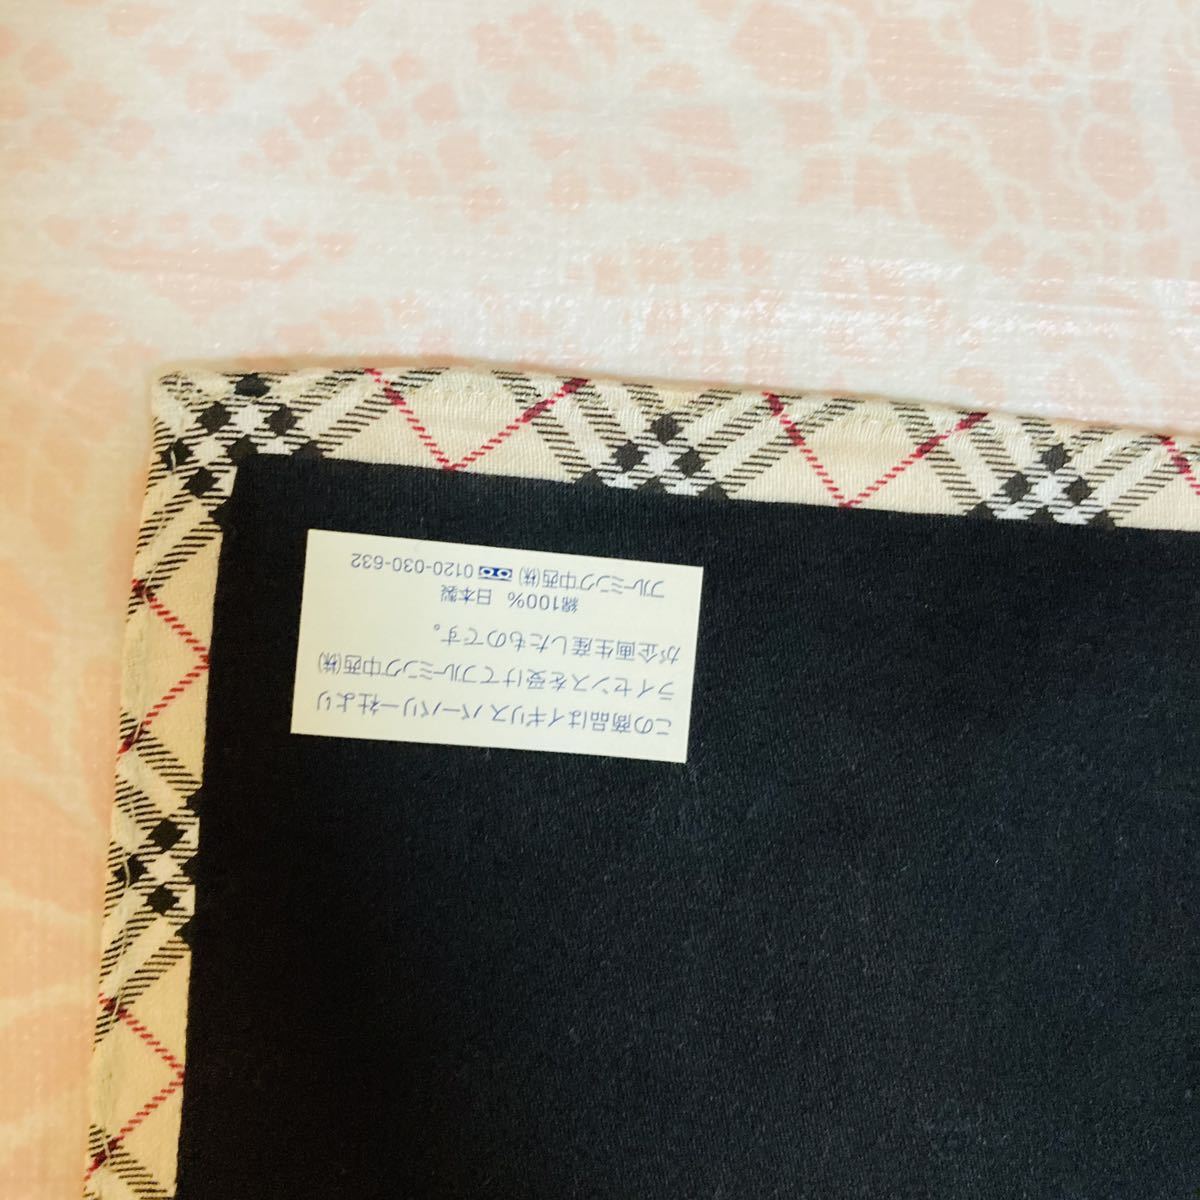 この商品はイギリス バーバリー社より
ライセンスを受けてブルーミング中西㈱
が企画生産したものです。
綿100% 日本製
ブルーミング中西㈱ 0120-030-632